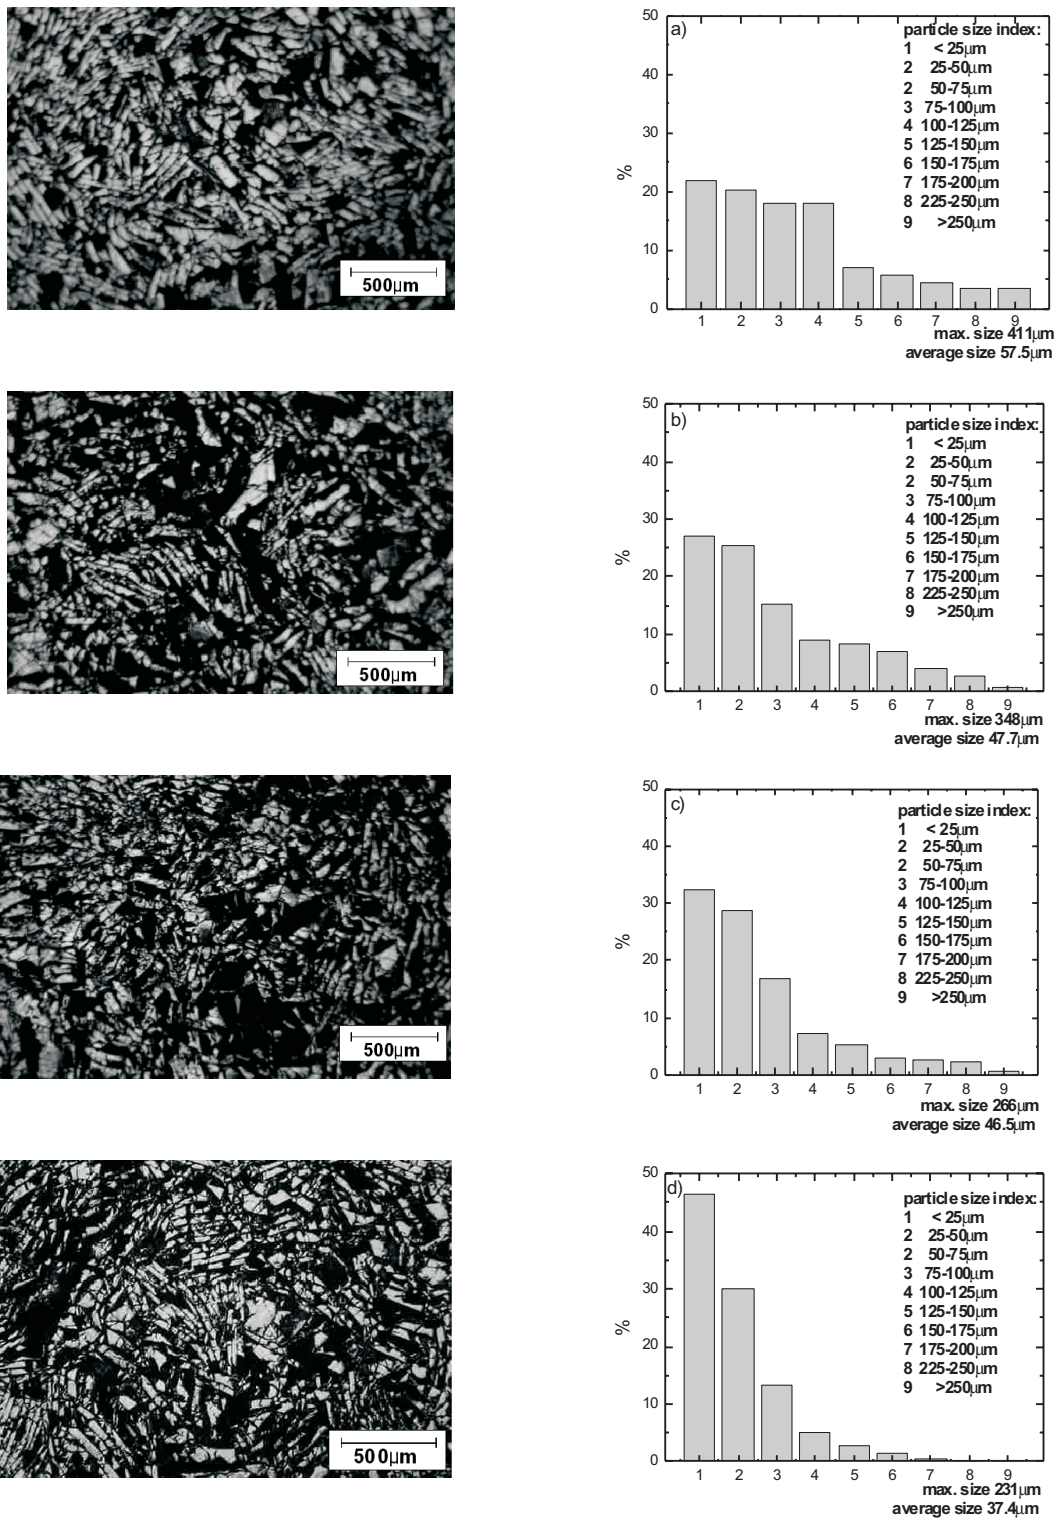 500μm
a)
particle size index:
1 < 25μm
2 25-50μm
2 50-75μm
3 75-100μm
4 100-125μm
5 125-150μm
6 150-175μm
7 175-200μm
8 225-250μm
9 >250μm
50
40
30
20
10
0
%
1 2 3 4 5 6 7 8 9
max. size 411μm
average size 57.5μm
500μm
b)
particle size index:
1 < 25μm
2 25-50μm
2 50-75μm
3 75-100μm
4 100-125μm
5 125-150μm
6 150-175μm
7 175-200μm
8 225-250μm
9 >250μm
50
40
30
20
10
0
%
1 2 3 4 5 6 7 8 9
max. size 348μm
average size 47.7μm
500μm
c)
particle size index:
1 < 25μm
2 25-50μm
2 50-75μm
3 75-100μm
4 100-125μm
5 125-150μm
6 150-175μm
7 175-200μm
8 225-250μm
9 >250μm
50
40
30
20
10
0
%
1 2 3 4 5 6 7 8 9
max. size 266μm
average size 46.5μm
500μm
d)
particle size index:
1 < 25μm
2 25-50μm
2 50-75μm
3 75-100μm
4 100-125μm
5 125-150μm
6 150-175μm
7 175-200μm
8 225-250μm
9 >250μm
50
40
30
20
10
0
%
1 2 3 4 5 6 7 8 9
max. size 231μm
average size 37.4μm